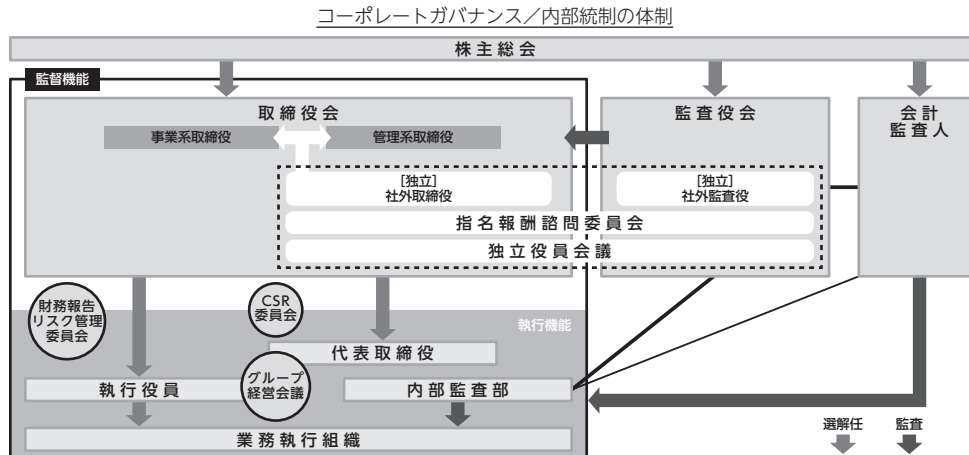 コーポレートガバナンス／内部統制の体制
株主総会
監督機能
取締役会
事業系取締役
管理系取締役
監査役会
会計
監査人
［独立］
社外取締役
［独立］
社外監査役
指名報酬諮問委員会
独立役員会議
財務報告
リスク管理
委員会
CSR
委員会
執行機能
代表取締役
執行役員
グループ
経営会議
内部監査部
業務執行組織
選解任
監査